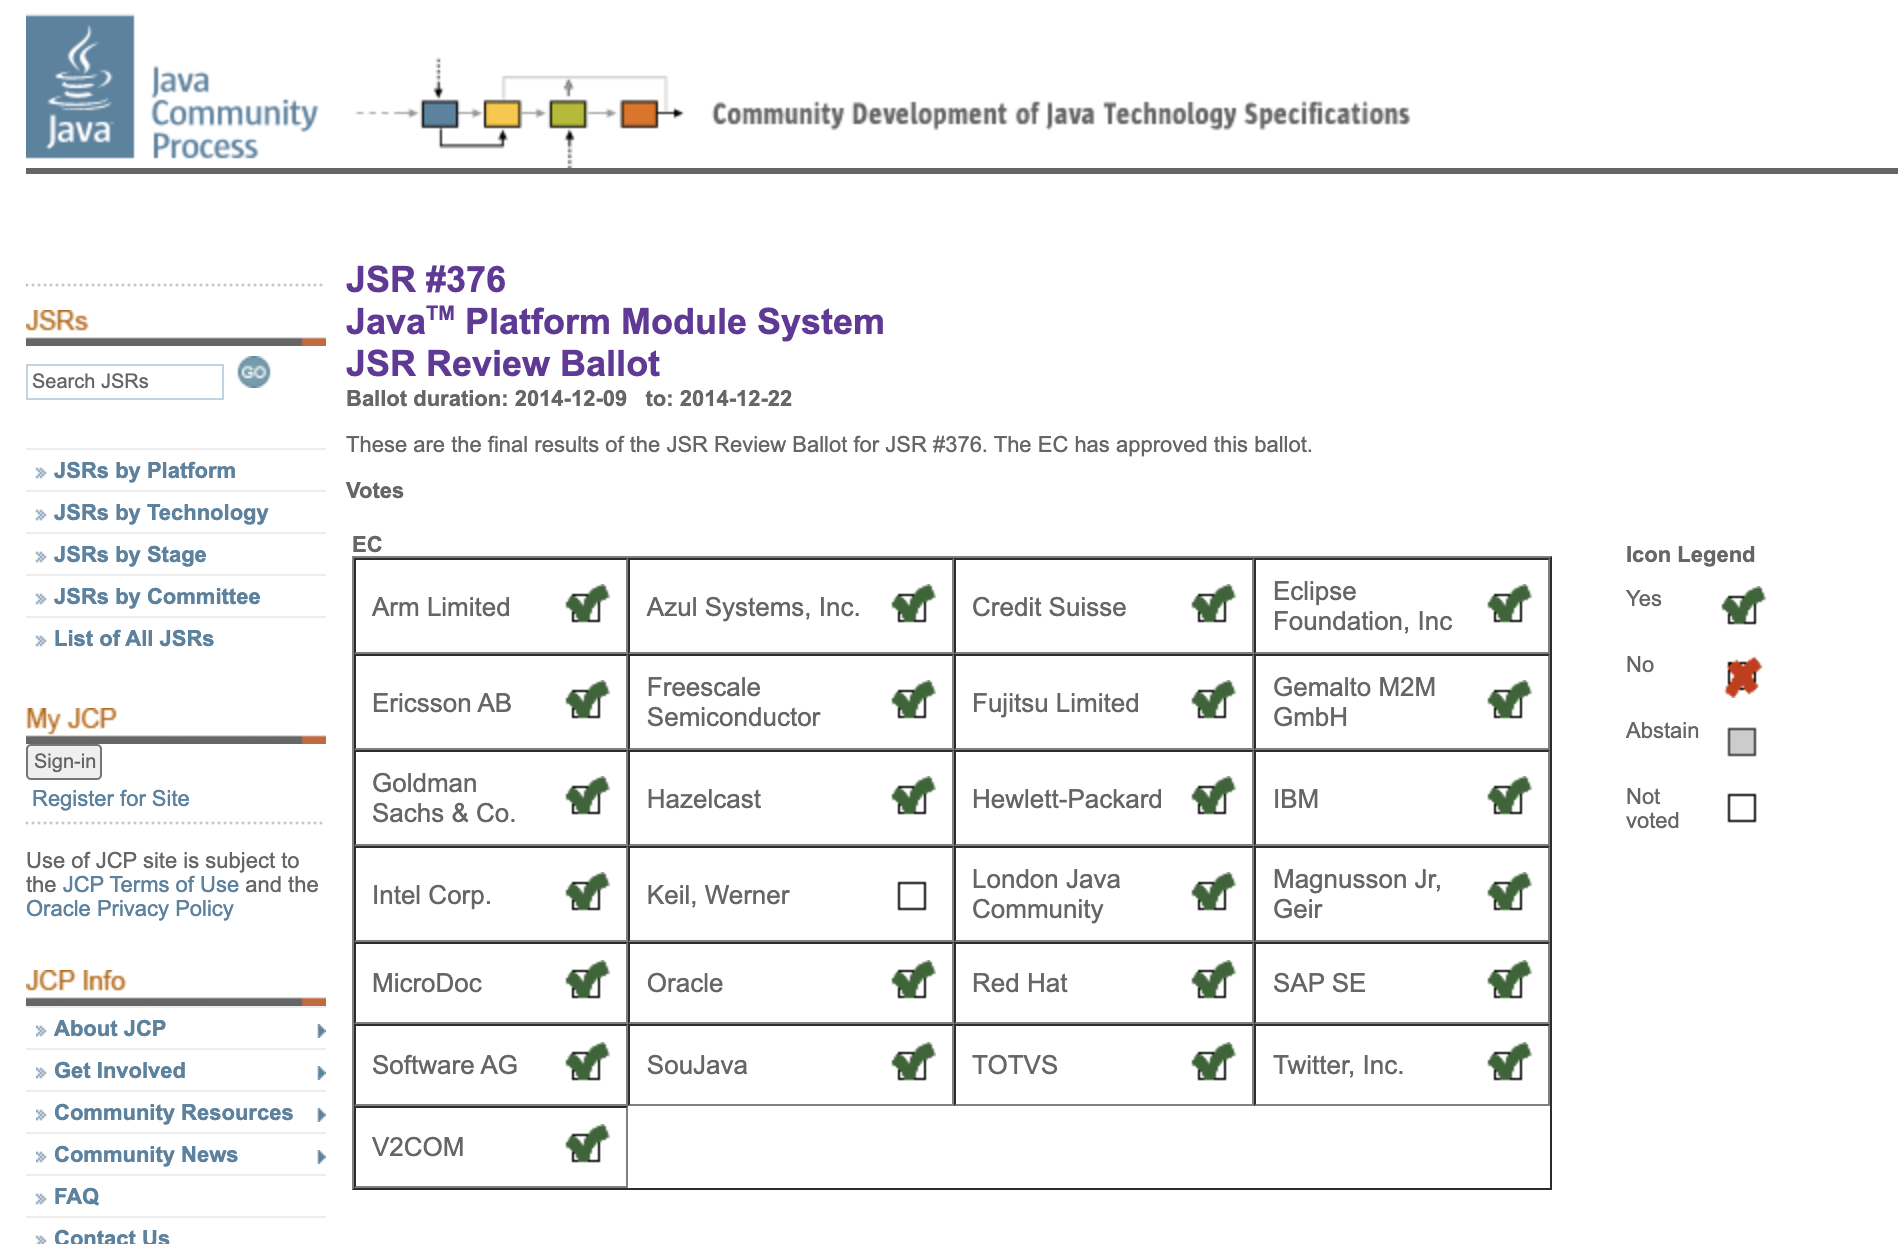 Java
Java
Community
Process
Community Development of Java Technology Specifications
JSRs
Search JSRs
GO
JSRs by Platform
JSRs by Technology
JSRs by Stage
JSRs by Committee
List of All JSRs
My JCP
Sign-in
Register for Site
Use of JCP site is subject to
the JCP Terms of Use and the
Oracle Privacy Policy
JCP Info
About JCP
Get Involved
Community Resources
Community News
FAQ
Contact Us
JSR #376
Java™ Platform Module System
JSR Review Ballot
Ballot duration: 2014-12-09 to: 2014-12-22
These are the final results of the JSR Review Ballot for JSR #376. The EC has approved this ballot.
Votes
EC
Arm Limited
Azul Systems, Inc.
Credit Suisse
Eclipse
Foundation, Inc
Ericsson AB
Freescale
Semiconductor
Fujitsu Limited
Gemalto M2M
GmbH
Goldman
Sachs & Co.
Hazelcast
Hewlett-Packard
IBM
Intel Corp.
Keil, Werner
London Java
Community
Magnusson Jr,
Geir
MicroDoc
Oracle
Red Hat
SAP SE
Software AG
SouJava
TOTVS
Twitter, Inc.
V2COM
Icon Legend
Yes
No
Abstain
Not
voted